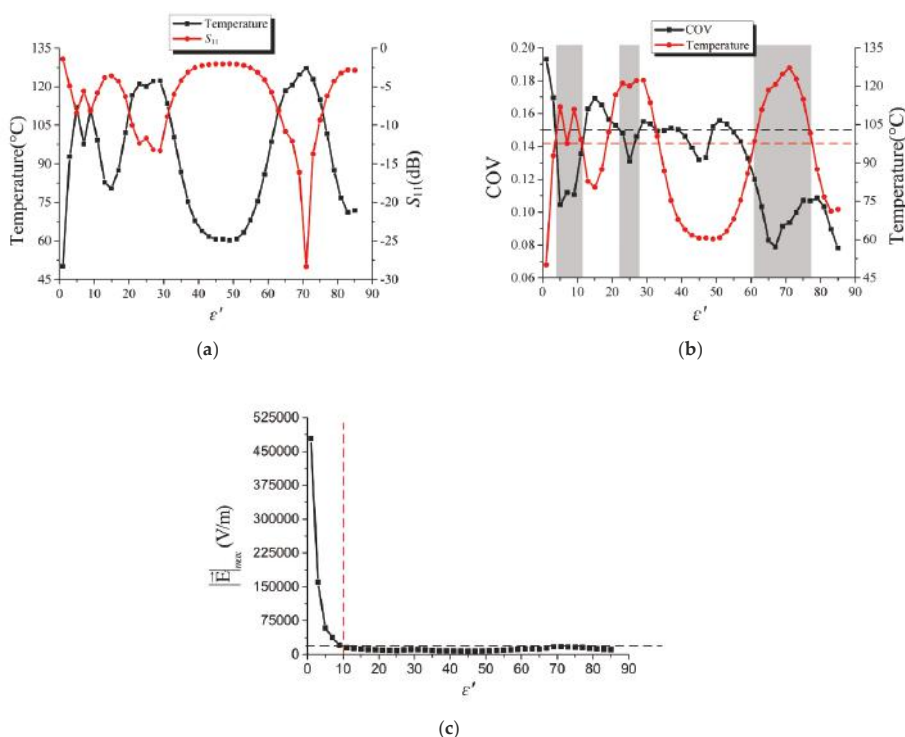 Temperature
S₁₁
135
120
105
90
75
60
45
0
-5
-10
-15
-20
-25
-30
0 10 20 30 40 50 60 70 80 90
Temperature(°C)
S₁₁(dB)
ε'
(a)
COV
Temperature
0.20
0.18
0.16
0.14
0.12
0.10
0.08
0.06
135
120
105
90
75
60
45
0 10 20 30 40 50 60 70 80 90
COV
Temperature(°C)
ε'
(b)
525000
450000
375000
300000
225000
150000
75000
0
0 10 20 30 40 50 60 70 80 90
|E|max (V/m)
ε'
(c)